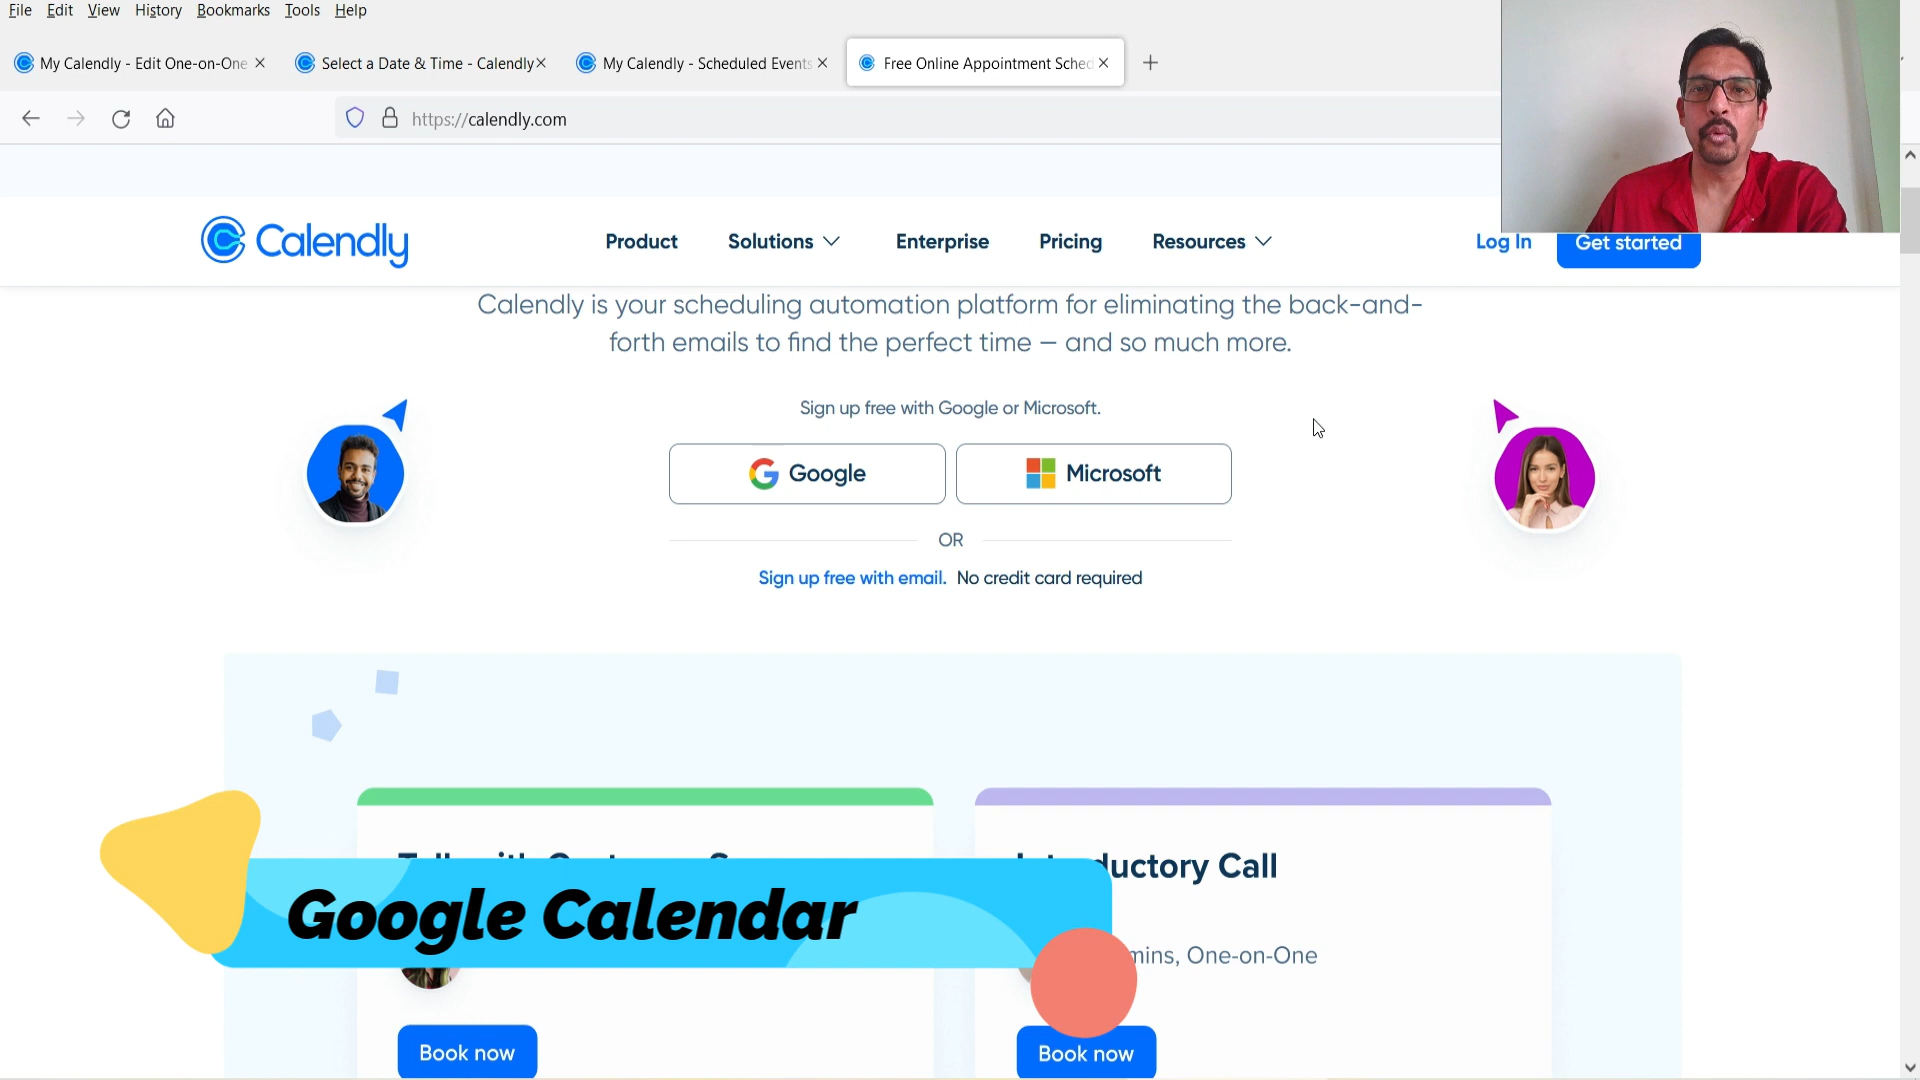 File Edit View History Bookmarks Tools Help
My Calendly - Edit One-on-One
Select a Date & Time - Calendly
My Calendly - Scheduled Events
Free Online Appointment Sched
https://calendly.com
Calendly
Product
Solutions
Enterprise
Pricing
Resources
Log In
Get started
Calendly is your scheduling automation platform for eliminating the back-and-
forth emails to find the perfect time — and so much more.
Sign up free with Google or Microsoft.
Google
Microsoft
OR
Sign up free with email. No credit card required
Call
Google Calendar
mins, One-on-One
Book now
Book now